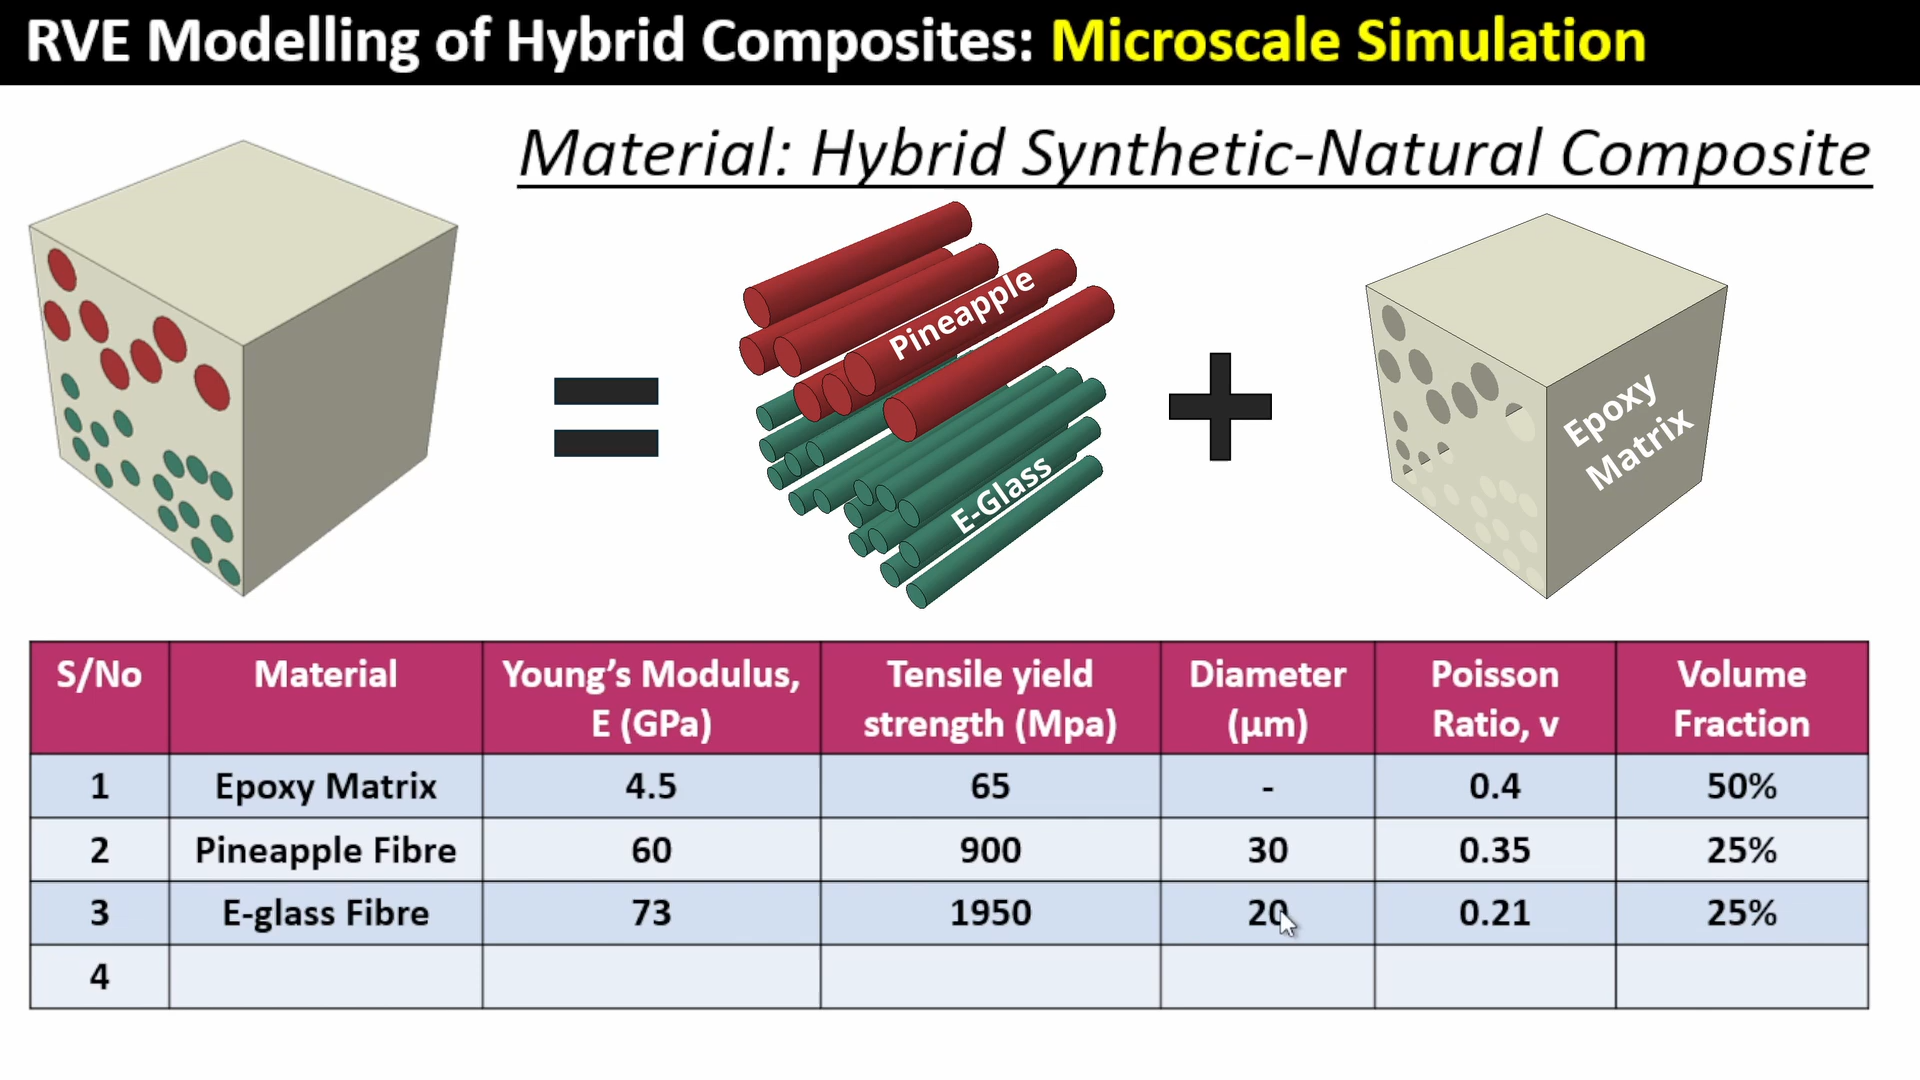 RVE Modelling of Hybrid Composites: Microscale Simulation
Material: Hybrid Synthetic-Natural Composite
Pineapple
E-Glass
Epoxy
Matrix
S/No Material Young's Modulus, E (GPa) Tensile yield strength (Mpa) Diameter (µm) Poisson Ratio, v Volume Fraction
1 Epoxy Matrix 4.5 65 - 0.4 50%
2 Pineapple Fibre 60 900 30 0.35 25%
3 E-glass Fibre 73 1950 20 0.21 25%
4